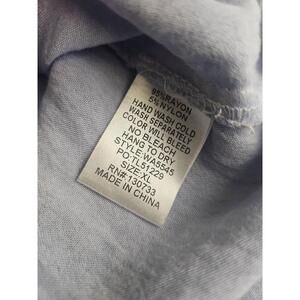 95%RAYON
5%NYLON
HAND WASH COLD
WASH SEPARATELY
COLOR WILL BLEED
NO BLEACH
HANG TO DRY
STYLE:WA5545
PO:TL51229
SIZE:XL
RN#130733
MADE IN CHINA